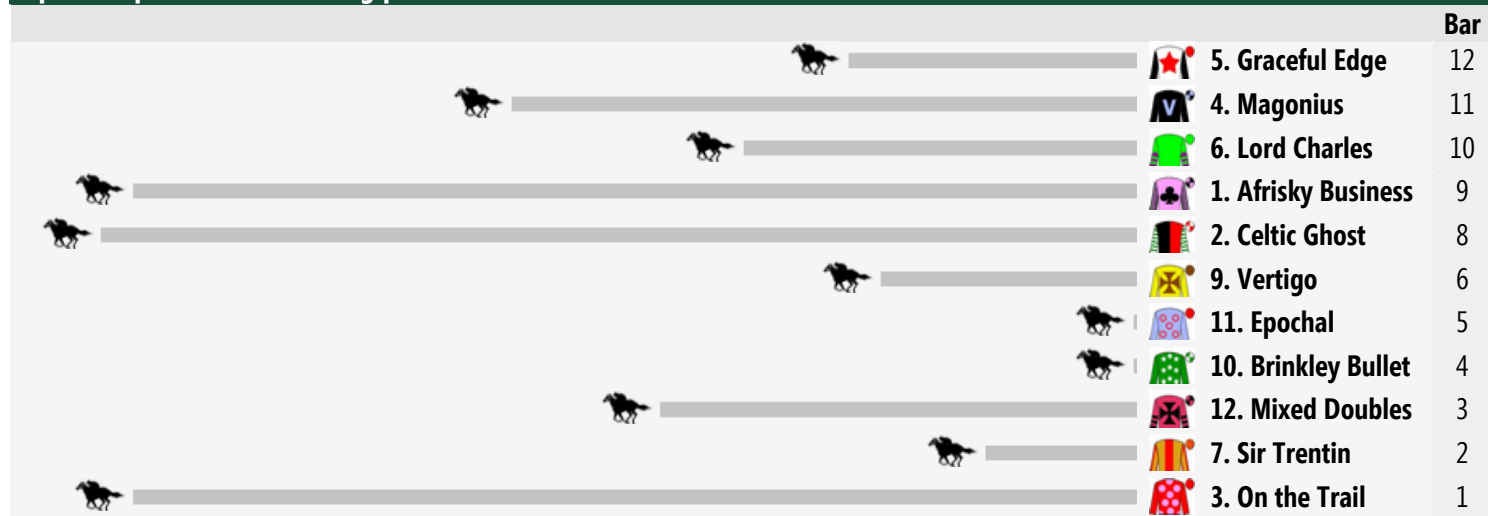 Bar
5. Graceful Edge 12
V
4. Magonius 11
6. Lord Charles 10
1. Afrisky Business 9
2. Celtic Ghost 8
9. Vertigo 6
11. Epochal 5
10. Brinkley Bullet 4
12. Mixed Doubles 3
7. Sir Trentin 2
3. On the Trail 1